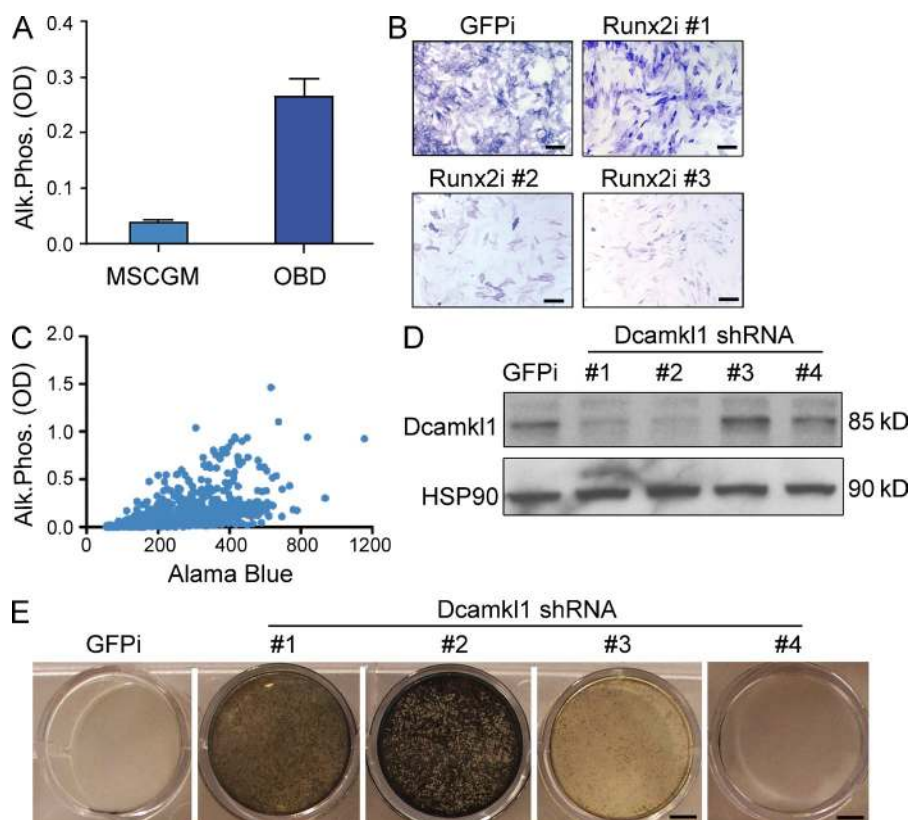 A
Alk.Phos. (OD)
0.4
0.3
0.2
0.1
0.0
MSCGM OBD
B
GFPi Runx2i #1
Runx2i #2 Runx2i #3
C
Alk.Phos. (OD)
2.0
1.5
1.0
0.5
0.0
0 200 400 800 1200
Alama Blue
D
Dcamkl1 shRNA
GFPi #1 #2 #3 #4
Dcamkl1 85 kD
HSP90 90 kD
E
Dcamkl1 shRNA
GFPi #1 #2 #3 #4